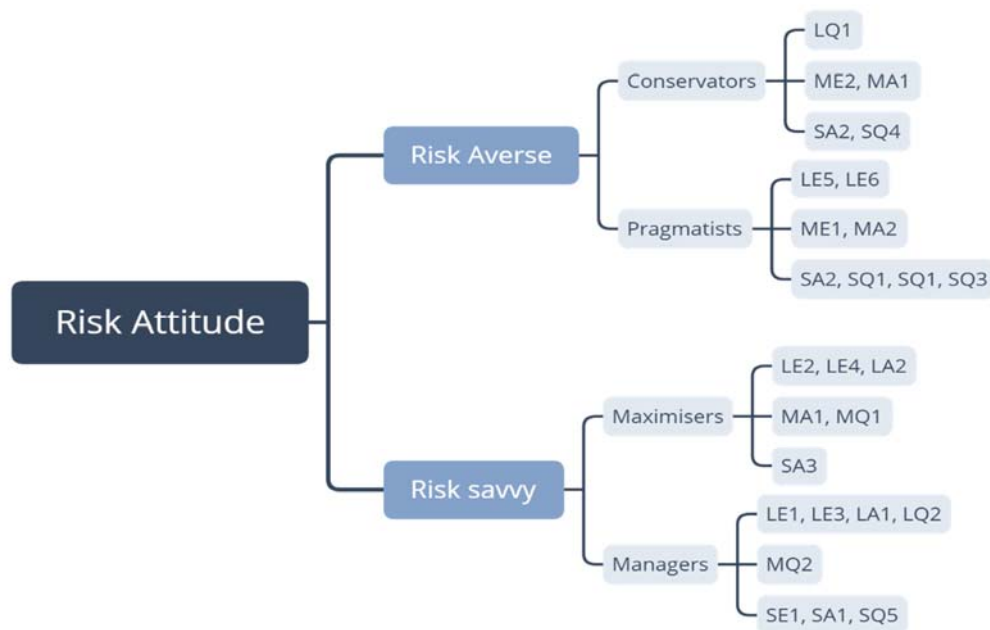 Risk Attitude
Risk Averse
Conservators
LQ1
ME2, MA1
SA2, SQ4
Pragmatists
LE5, LE6
ME1, MA2
SA2, SQ1, SQ1, SQ3
Risk savvy
Maximisers
LE2, LE4, LA2
MA1, MQ1
SA3
Managers
LE1, LE3, LA1, LQ2
MQ2
SE1, SA1, SQ5